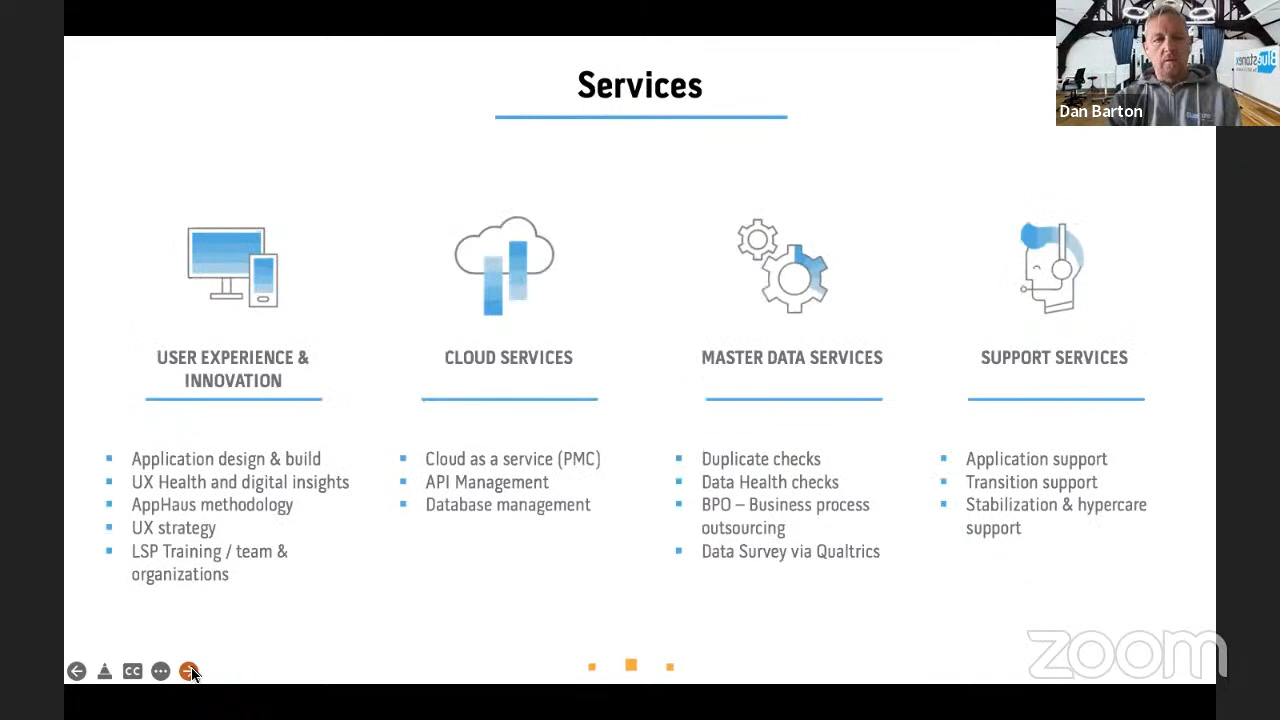 Services
Dan Barton
Bluestonex
USER EXPERIENCE &
INNOVATION
Application design & build
UX Health and digital insights
AppHaus methodology
UX strategy
LSP Training / team &
organizations
CLOUD SERVICES
Cloud as a service (PMC)
API Management
Database management
MASTER DATA SERVICES
Duplicate checks
Data Health checks
BPO – Business process
outsourcing
Data Survey via Qualtrics
SUPPORT SERVICES
Application support
Transition support
Stabilization & hypercare
support
CC
zoom